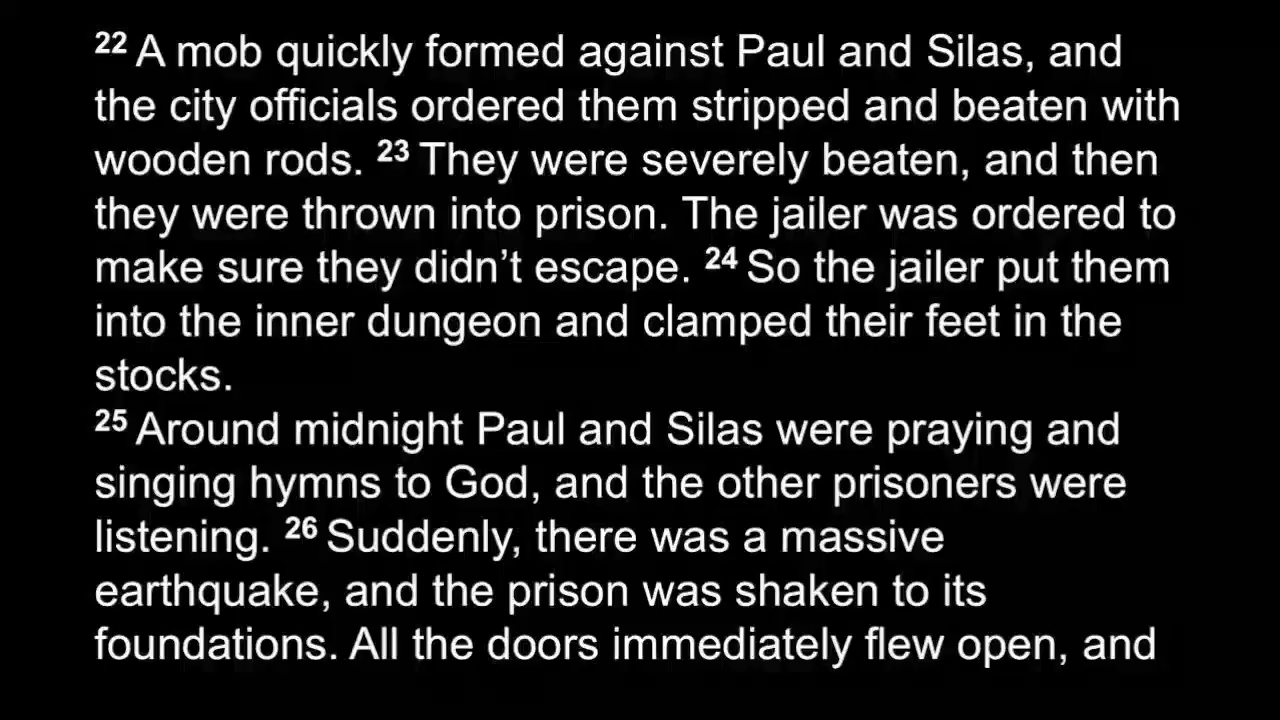 22 A mob quickly formed against Paul and Silas, and
the city officials ordered them stripped and beaten with
wooden rods. 23 They were severely beaten, and then
they were thrown into prison. The jailer was ordered to
make sure they didn’t escape. 24 So the jailer put them
into the inner dungeon and clamped their feet in the
stocks.
25 Around midnight Paul and Silas were praying and
singing hymns to God, and the other prisoners were
listening. 26 Suddenly, there was a massive
earthquake, and the prison was shaken to its
foundations. All the doors immediately flew open, and